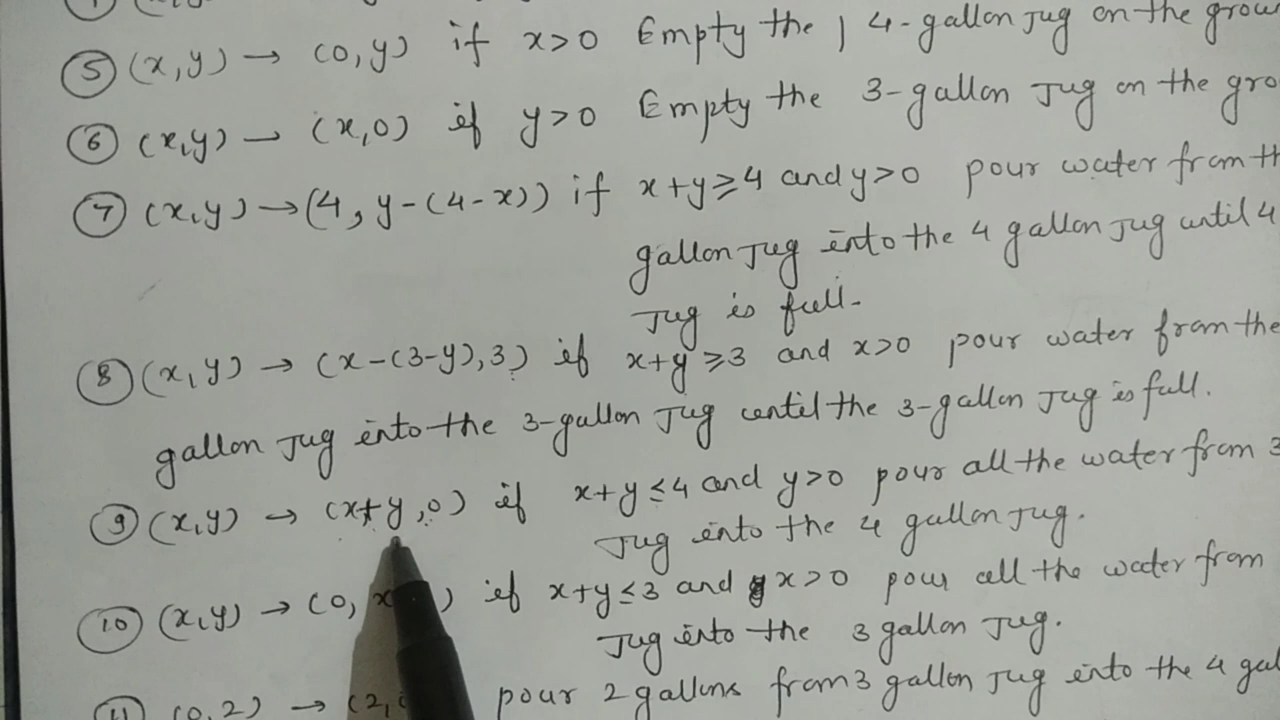 ⑤ (x,y) → (0,y) if x>0 Empty the 4-gallon Jug on the
⑥ (x,y) → (x,0) if y>0 Empty the 3-gallon Jug on the
⑦ (x,y) → (4, y-(4-x)) if x+y≥4 and y>0 pour water from
gallon Jug into the 4 gallon Jug until 4
Jug is full.
⑧ (x,y) → (x-(3-y),3) if x+y≥3 and x>0 pour water from the
gallon Jug into the 3-gallon Jug until the 3-gallon Jug is full.
⑨ (x,y) → (x+y,0) if x+y≤4 and y>0 pour all the water from 3
Jug into the 4 gallon Jug.
⑩ (x,y) → (0, x ) if x+y≤3 and x>0 pour all the water from
Jug into the 3 gallon Jug.
⑪ (0,2) → (2, pour 2 gallons from 3 gallon Jug into the 4